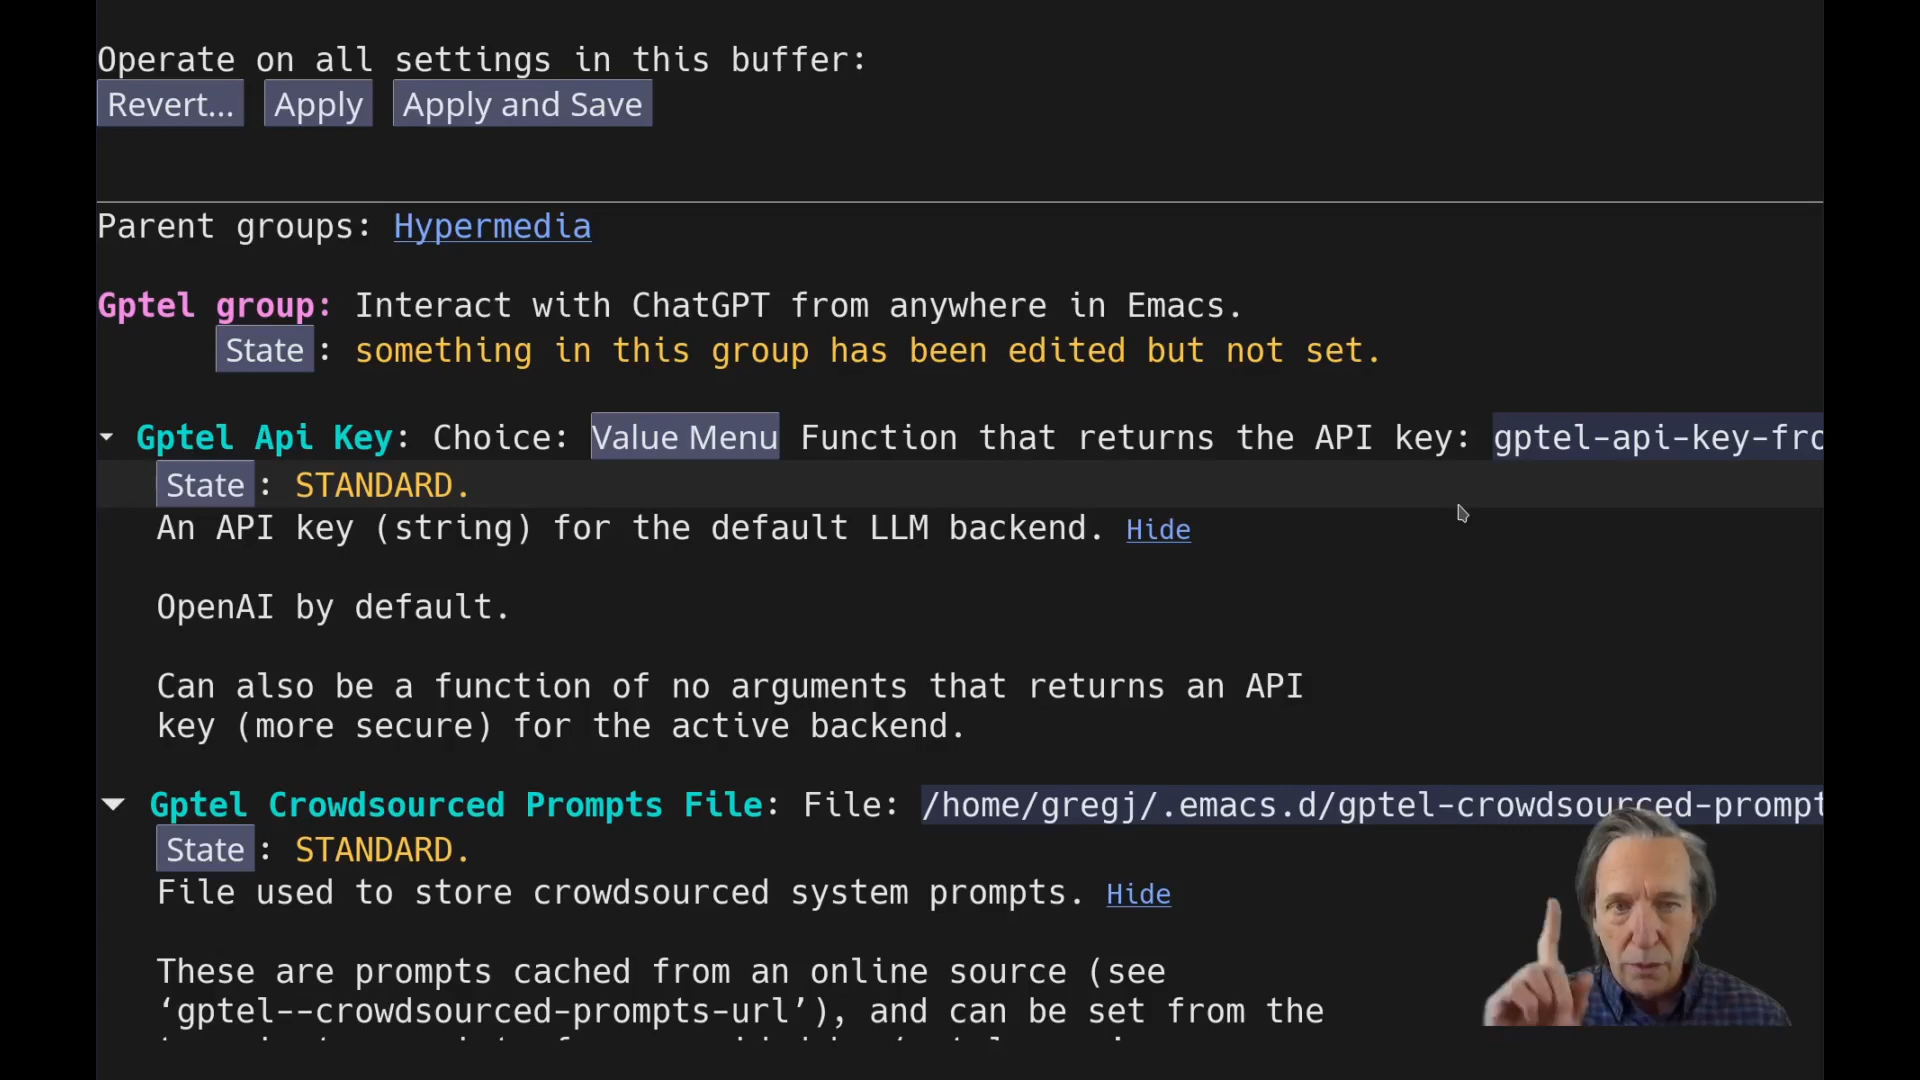 Operate on all settings in this buffer:
Revert... Apply Apply and Save
Parent groups: Hypermedia
Gptel group: Interact with ChatGPT from anywhere in Emacs.
State : something in this group has been edited but not set.
Gptel Api Key: Choice: Value Menu Function that returns the API key: gptel-api-key-fro
State : STANDARD.
An API key (string) for the default LLM backend. Hide
OpenAI by default.
Can also be a function of no arguments that returns an API
key (more secure) for the active backend.
Gptel Crowdsourced Prompts File: File: /home/gregj/.emacs.d/gptel-crowdsourced-prompt
State : STANDARD.
File used to store crowdsourced system prompts. Hide
These are prompts cached from an online source (see
‘gptel--crowdsourced-prompts-url’), and can be set from the